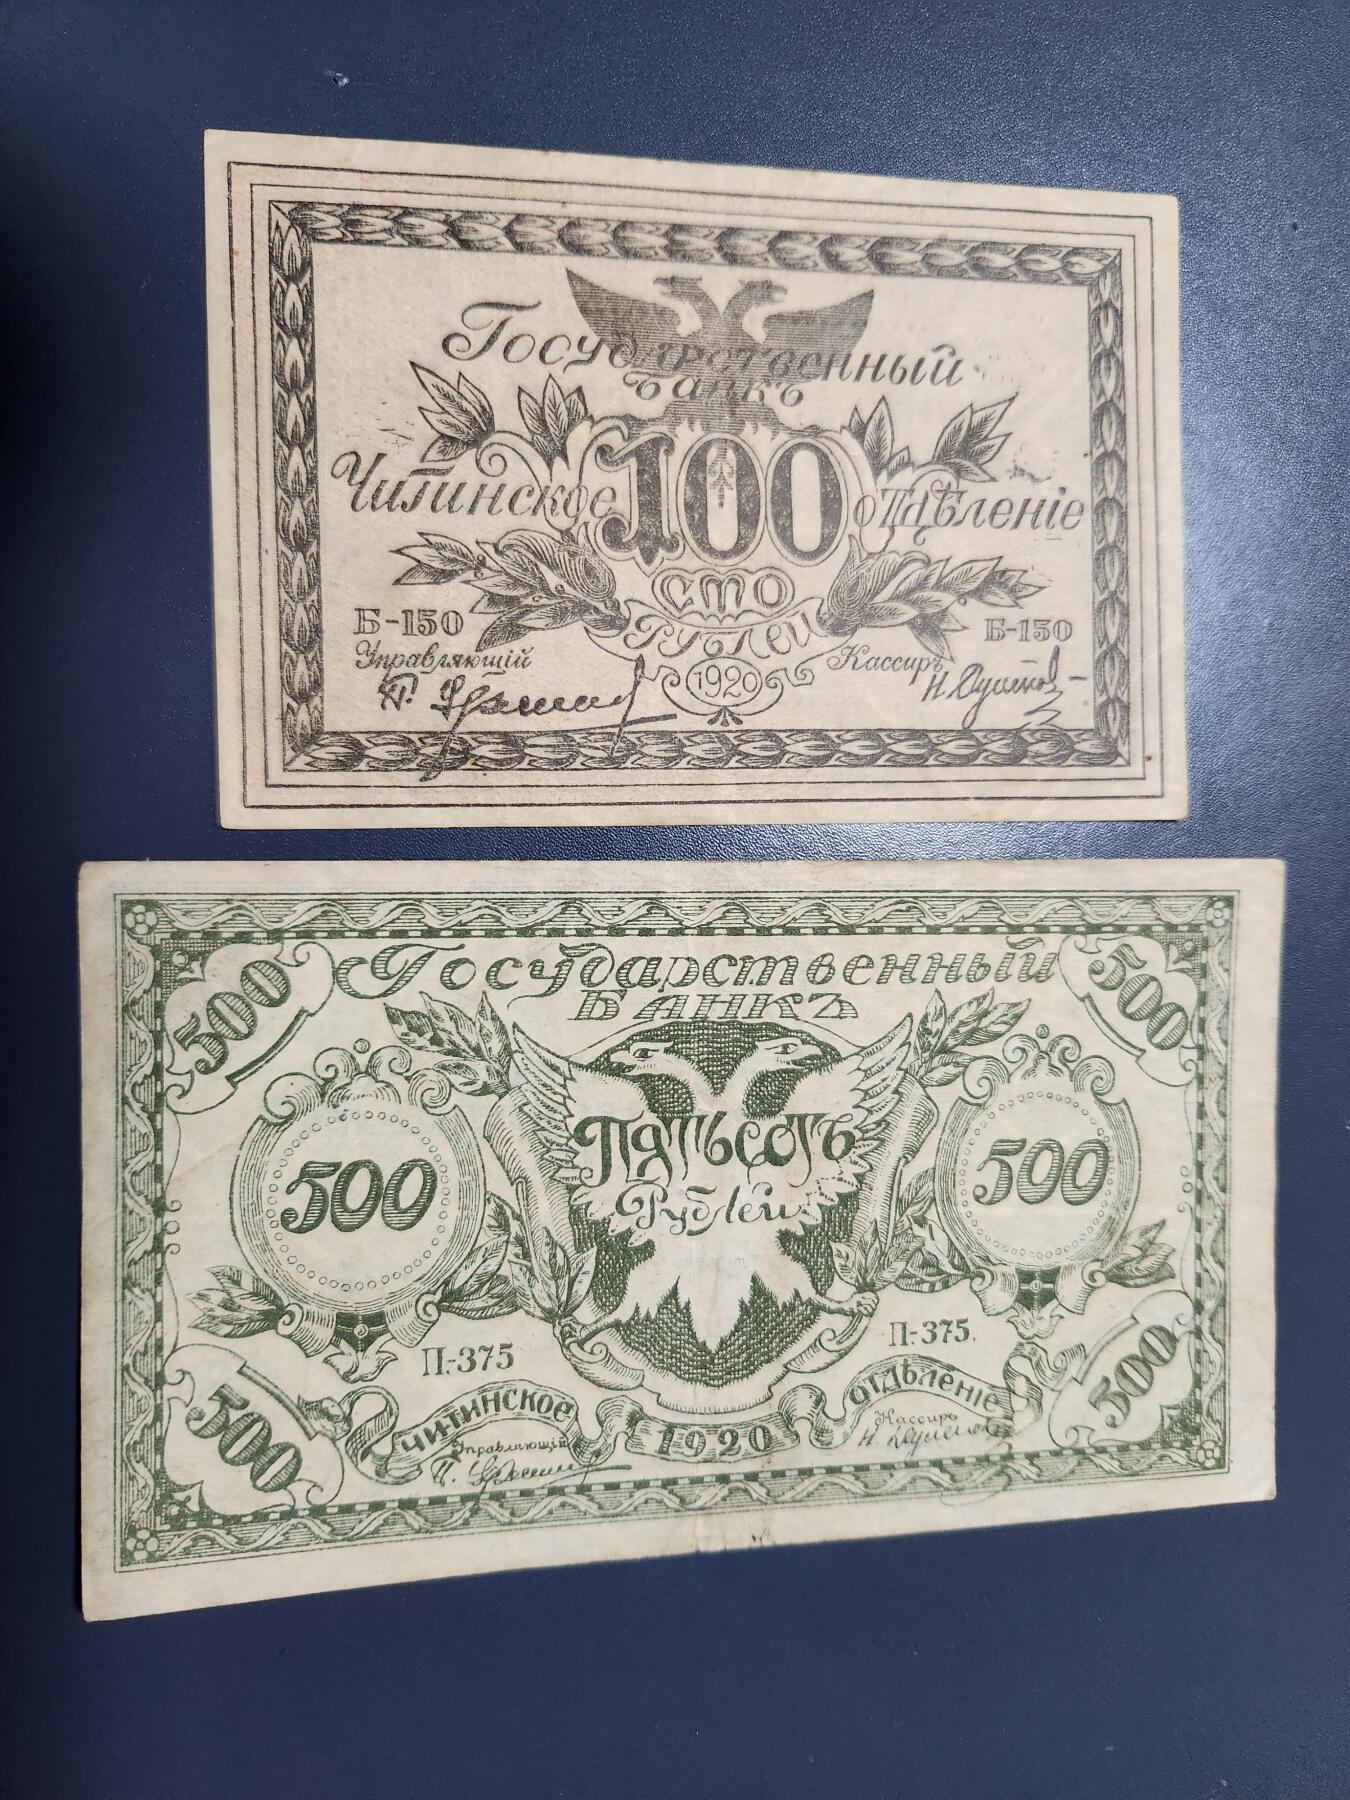 Государственный
банкъ
Читинское 100 отдѣленіе
сто
рублей
Б-150 Б-150
Управляющій Кассиръ
1920
Государственный
Банкъ
500 500
Пятьсотъ
Рублей
500 500
П.-375 П.-375.
Читинское 1920 отдѣленіе
Управляющій Кассиръ
500 500